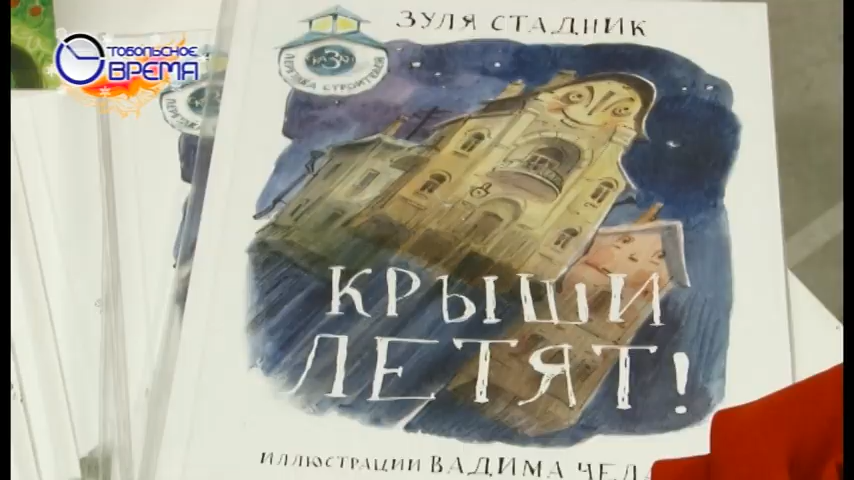 ТОБОЛЬСКОЕ
ВРЕМЯ
ЗУЛЯ СТАДНИК
КРЫШИ
ЛЕТЯТ!
ИЛЛЮСТРАЦИИ ВАДИМА